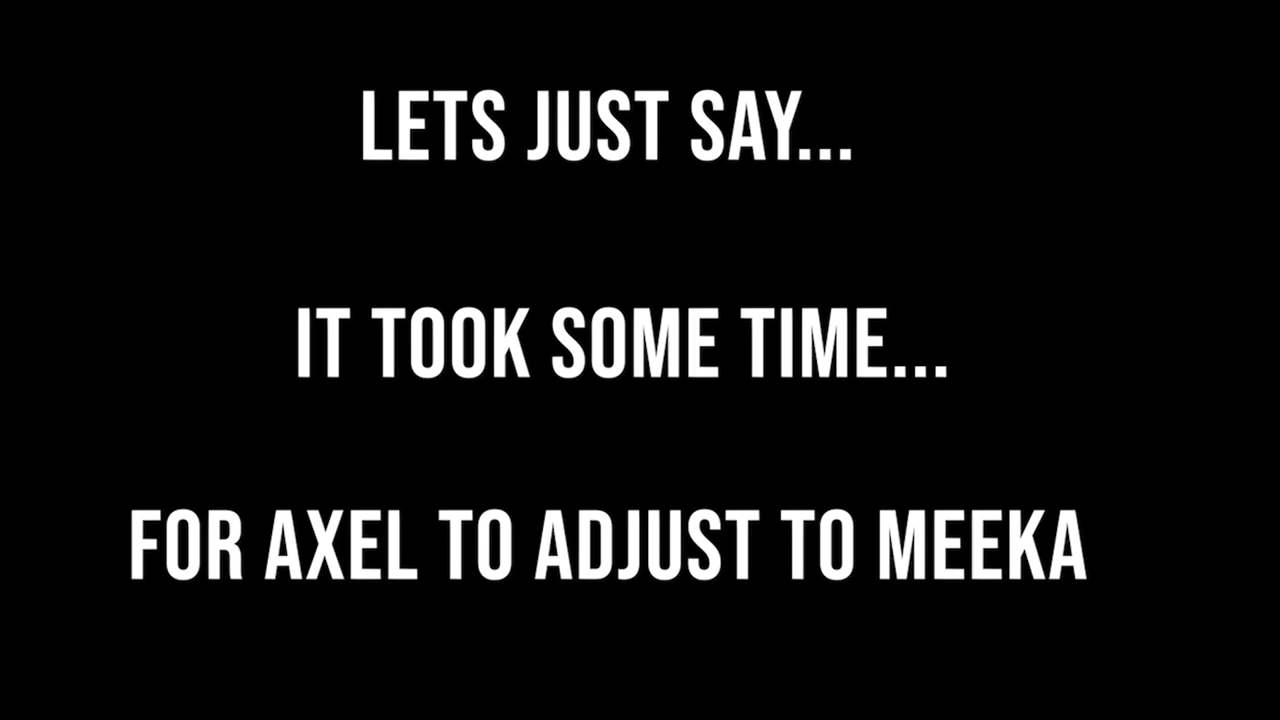 LETS JUST SAY...
IT TOOK SOME TIME...
FOR AXEL TO ADJUST TO MEEKA